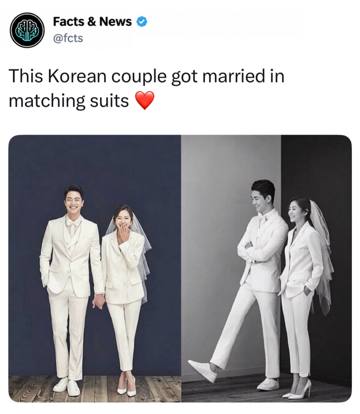 Facts & News
@fcts
This Korean couple got married in
matching suits ❤️